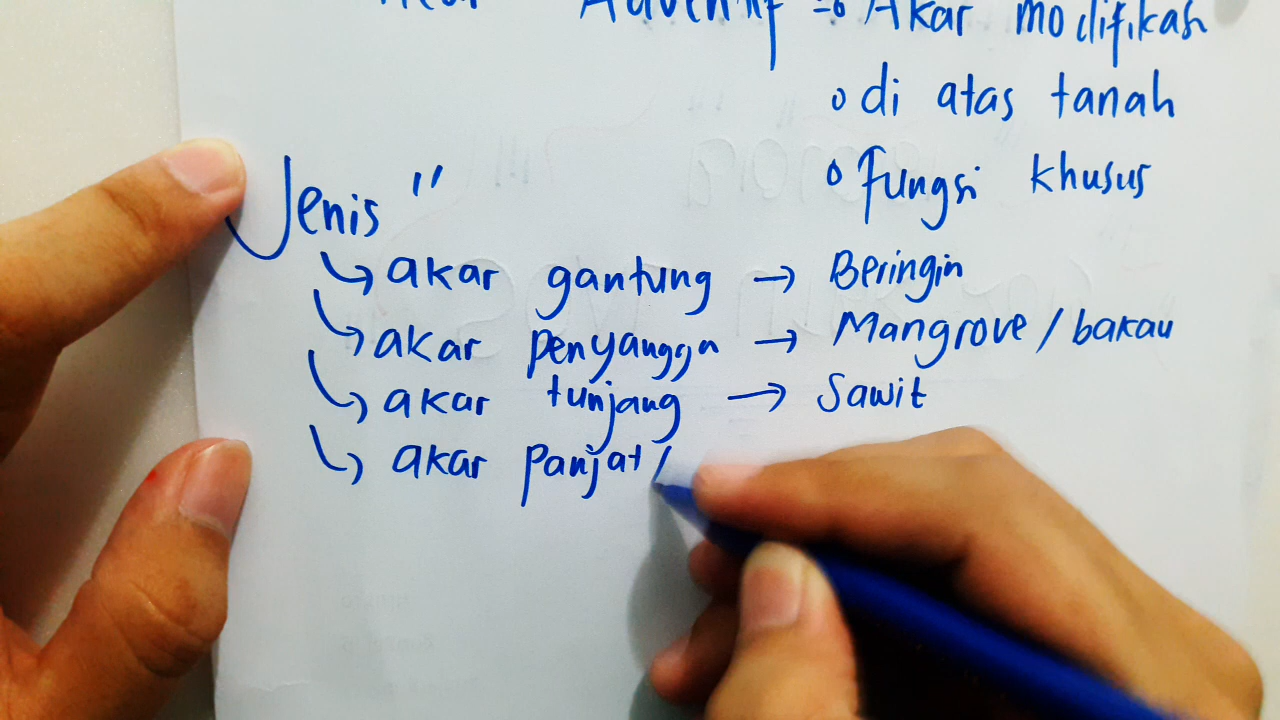 Akar Adventif => Akar modifikasi
o di atas tanah
o fungsi khusus
Jenis "
↳ akar gantung → Beringin
↳ akar penyangga → Mangrove / bakau
↳ akar tunjang → Sawit
↳ akar panjat /